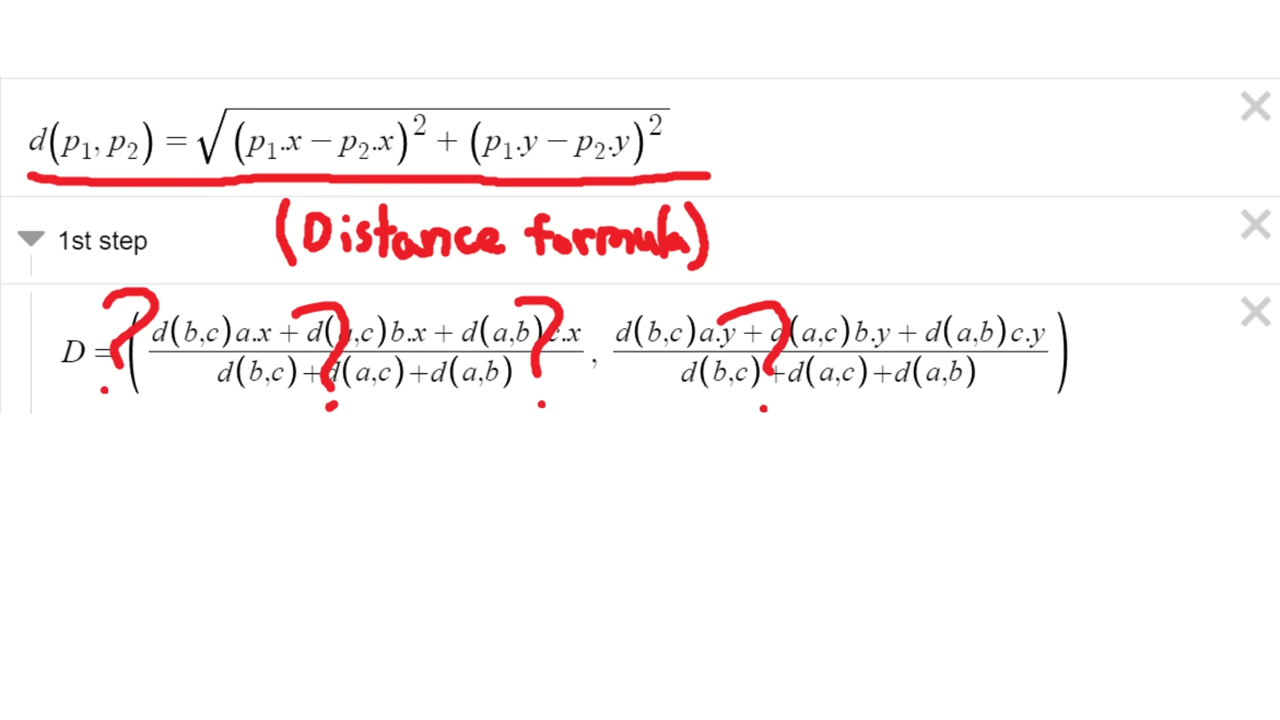 d(p₁, p₂) = √((p₁.x − p₂.x)² + (p₁.y − p₂.y)²)
(Distance formula)
1st step
D = ( (d(b,c)a.x + d(a,c)b.x + d(a,b)c.x) / (d(b,c)+d(a,c)+d(a,b)) , (d(b,c)a.y + d(a,c)b.y + d(a,b)c.y) / (d(b,c)+d(a,c)+d(a,b)) )
? ? ? ?